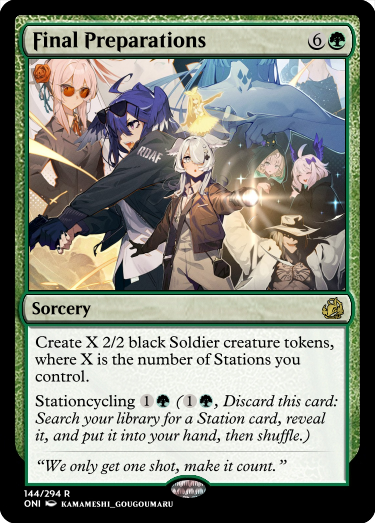 Final Preparations 6
RDAF
Sorcery
Create X 2/2 black Soldier creature tokens,
where X is the number of Stations you
control.
Stationcycling 1 (1, Discard this card:
Search your library for a Station card, reveal
it, and put it into your hand, then shuffle.)
“We only get one shot, make it count.”
144/294 R
ONI KAMAMESHI_GOUGOUMARU